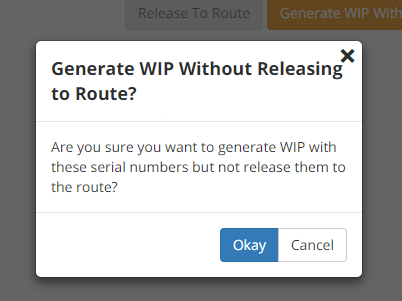 Release To Route
Generate WIP With
Generate WIP Without Releasing
to Route?
Are you sure you want to generate WIP with
these serial numbers but not release them to
the route?
Okay
Cancel